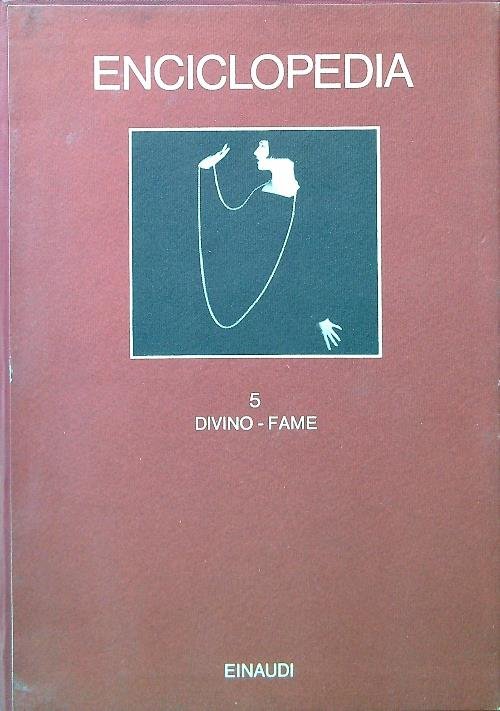 ENCICLOPEDIA
5
DIVINO - FAME
EINAUDI